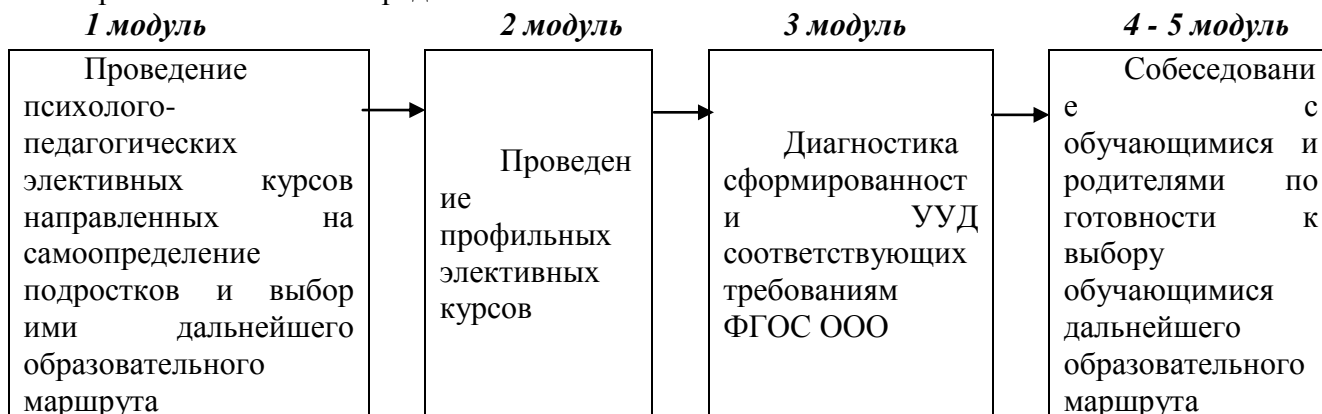 1 модуль
2 модуль
3 модуль
4 - 5 модуль
Проведение
психолого-
педагогических
элективных курсов
направленных на
самоопределение
подростков и выбор
ими дальнейшего
образовательного
маршрута
Проведен
ие
профильных
элективных
курсов
Диагностика
сформированност
и УУД
соответствующих
требованиям
ФГОС ООО
Собеседовани
е с
обучающимися и
родителями по
готовности к
выбору
обучающимися
дальнейшего
образовательного
маршрута